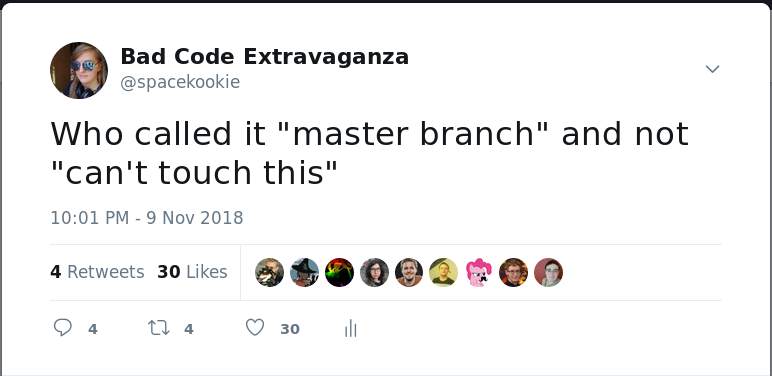 Bad Code Extravaganza
@spacekookie
Who called it "master branch" and not
"can't touch this"
10:01 PM - 9 Nov 2018
4 Retweets 30 Likes
4 4 30